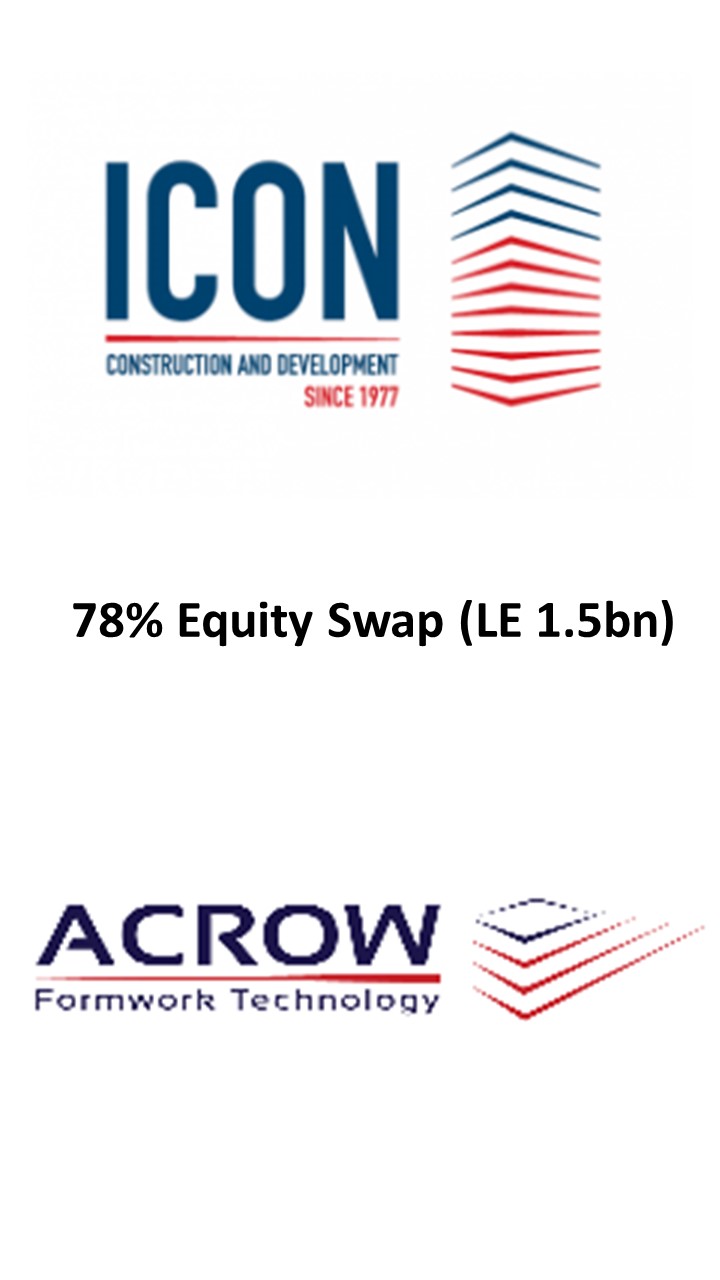 ICON
CONSTRUCTION AND DEVELOPMENT
SINCE 1977
78% Equity Swap (LE 1.5bn)
ACROW
Formwork Technology